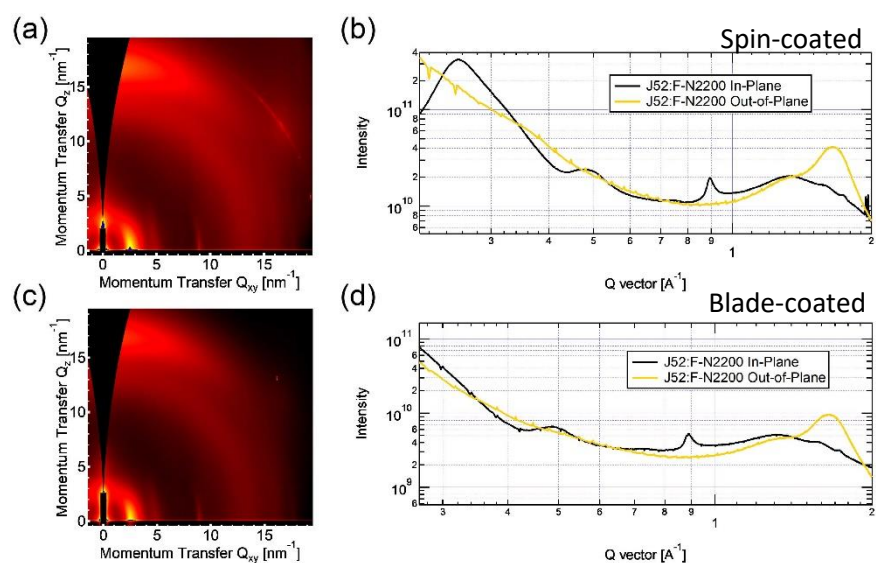 (a)
Momentum Transfer Qz [nm-1]
15
10
5
0
0 5 10 15
Momentum Transfer Qxy [nm-1]
(b)
Spin-coated
J52:F-N2200 In-Plane
J52:F-N2200 Out-of-Plane
Intensity
4
2
10^11
8
6
4
2
10^10
8
6
3 4 5 6 7 8 9 1 2
Q vector [A-1]
(c)
Momentum Transfer Qz [nm-1]
15
10
5
0
0 5 10 15
Momentum Transfer Qxy [nm-1]
(d)
Blade-coated
J52:F-N2200 In-Plane
J52:F-N2200 Out-of-Plane
Intensity
10^11
8
6
4
2
10^10
8
6
4
2
10^9
8
6
3 4 5 6 7 8 9 1 2
Q vector [A-1]